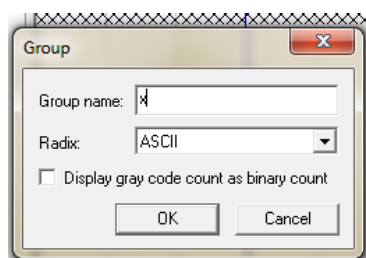 Group
Group name: x
Radix: ASCII
Display gray code count as binary count
OK Cancel